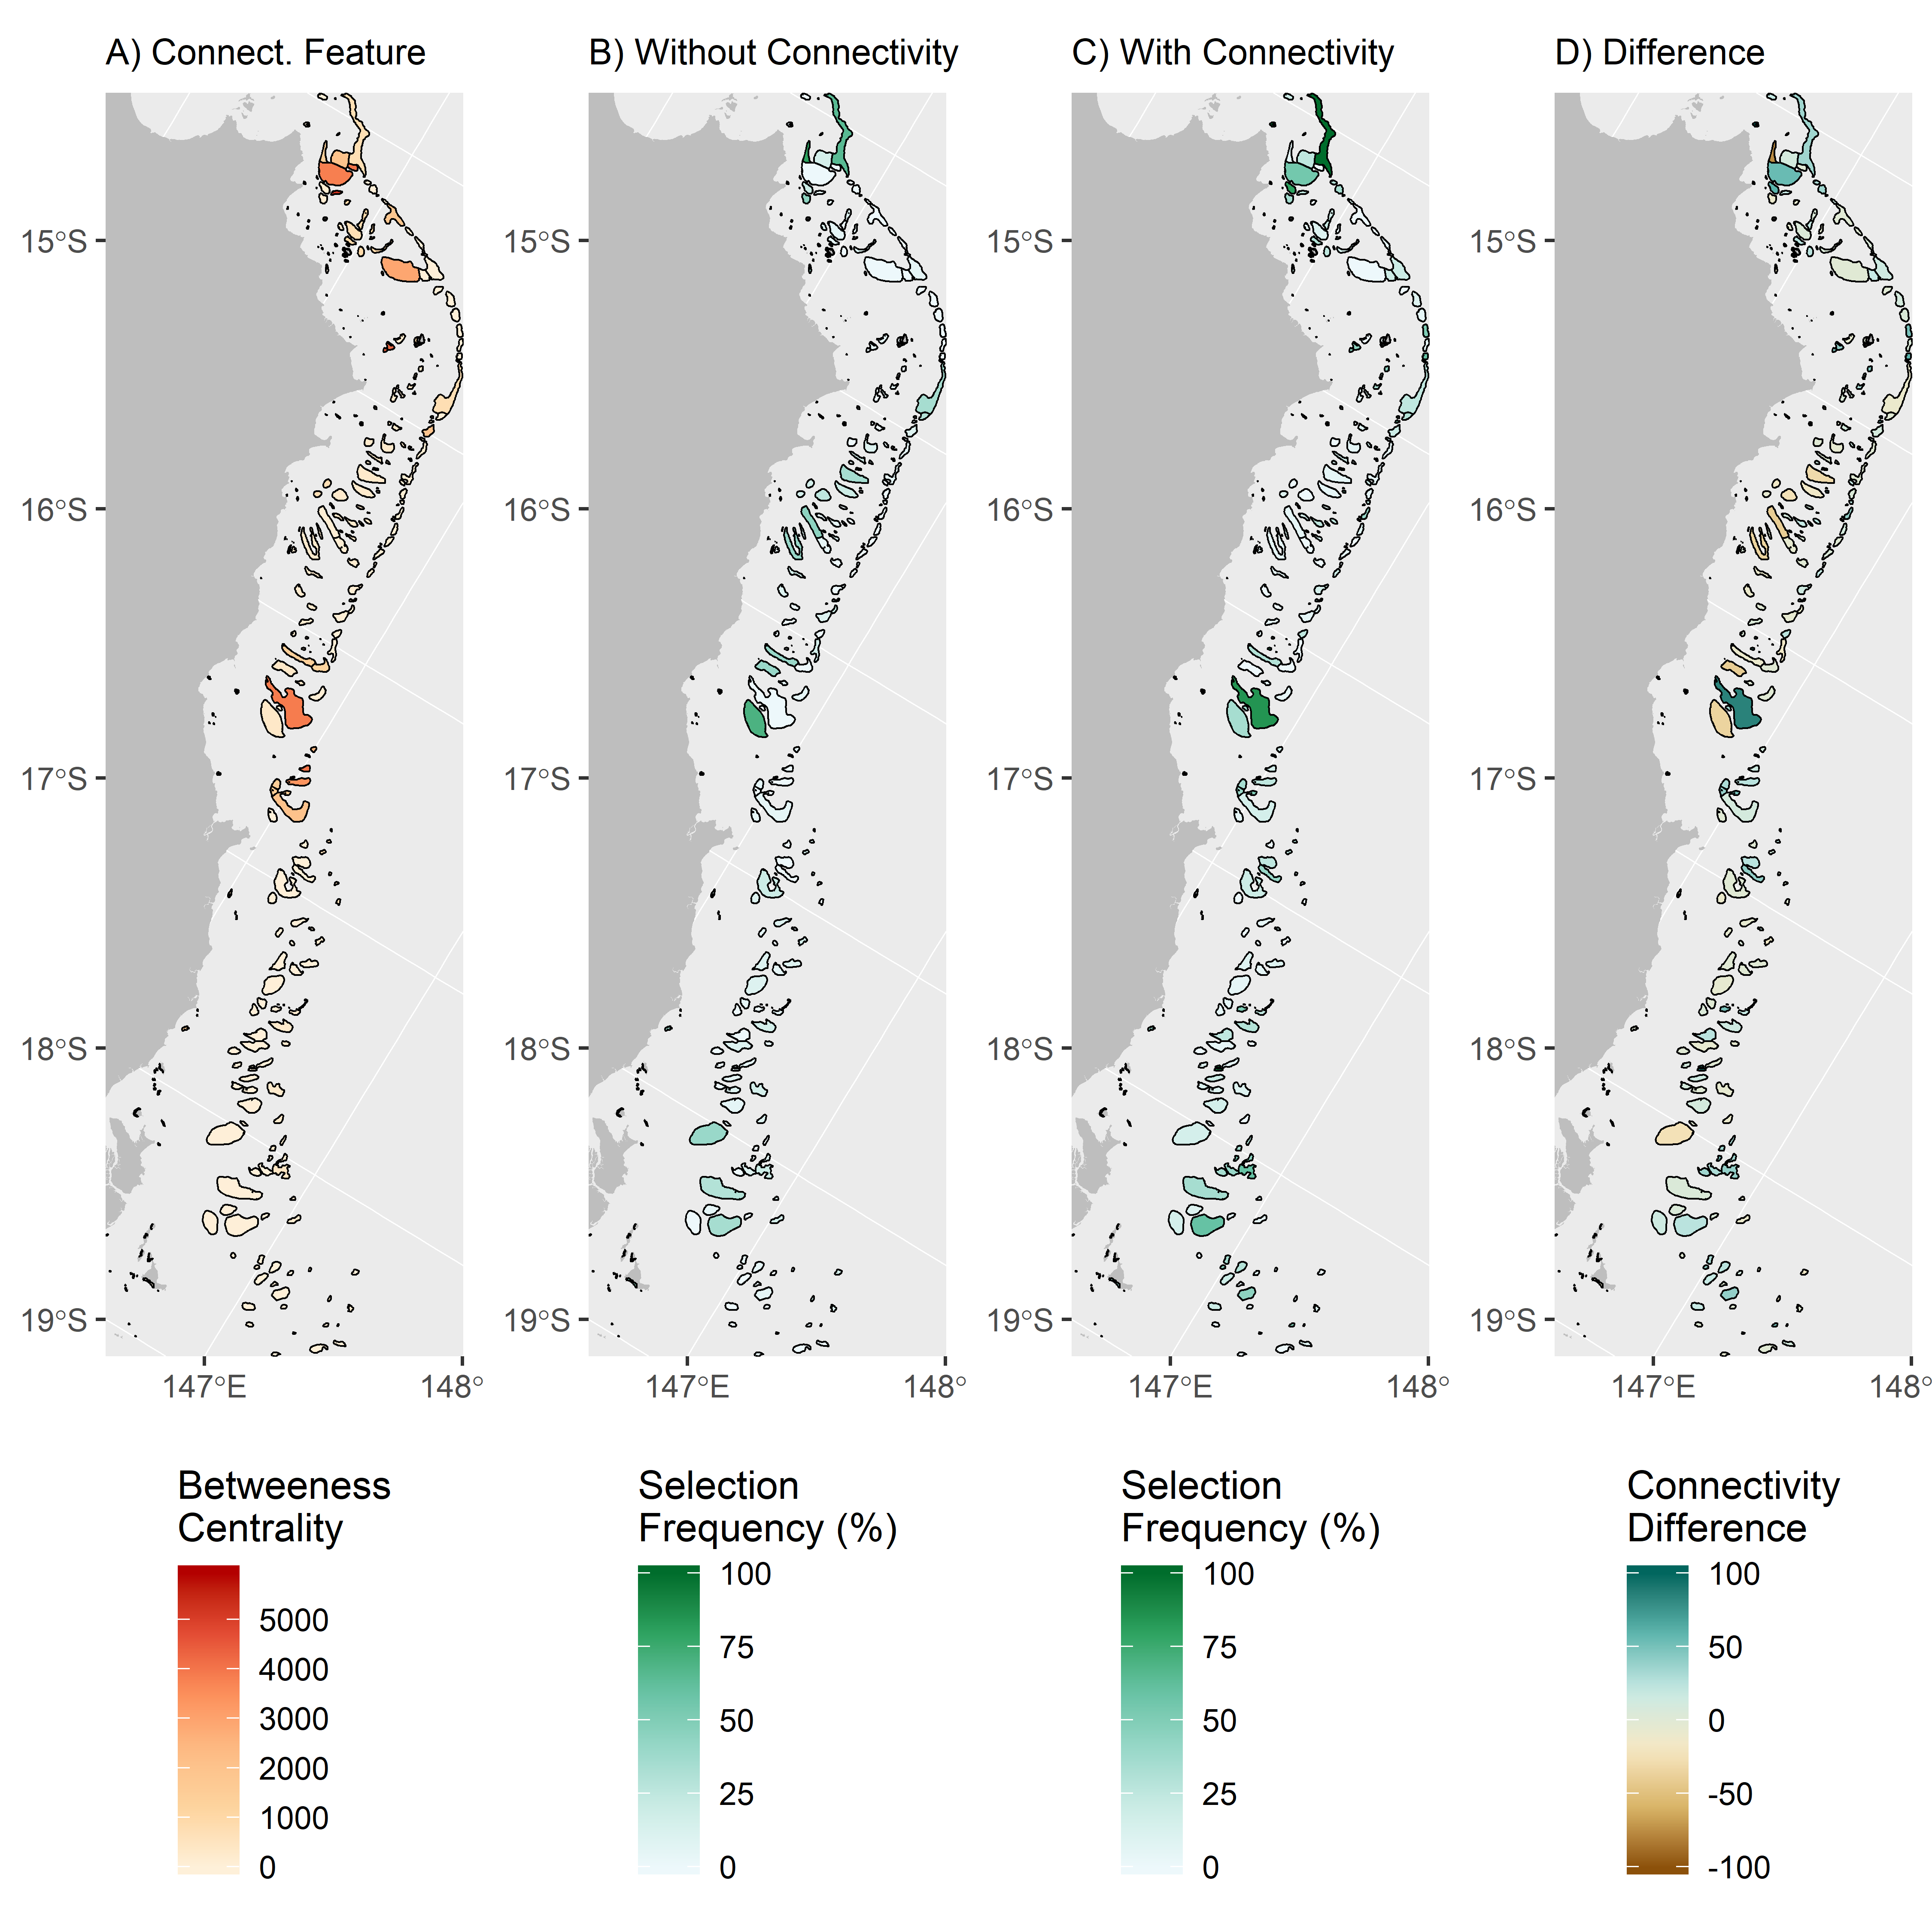 A) Connect. Feature
B) Without Connectivity
C) With Connectivity
D) Difference
15°S
16°S
17°S
18°S
19°S
147°E
148°
15°S
16°S
17°S
18°S
19°S
147°E
148°
15°S
16°S
17°S
18°S
19°S
147°E
148°
15°S
16°S
17°S
18°S
19°S
147°E
148°
Betweeness
Centrality
5000
4000
3000
2000
1000
0
Selection
Frequency (%)
100
75
50
25
0
Selection
Frequency (%)
100
75
50
25
0
Connectivity
Difference
100
50
0
-50
-100